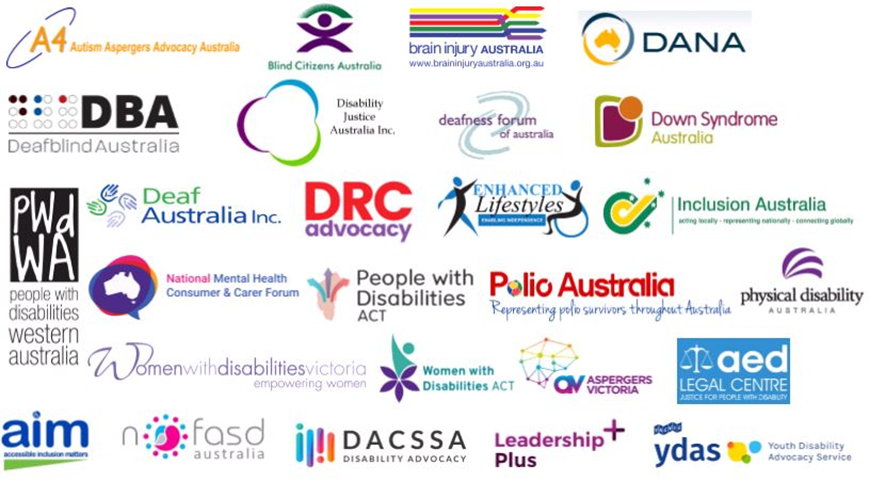 A4 Autism Aspergers Advocacy Australia
Blind Citizens Australia
brain injury AUSTRALIA
www.braininjuryaustralia.org.au
DANA
DBA
Deafblind Australia
Disability
Justice
Australia Inc.
deafness forum
of australia
Down Syndrome
Australia
PWd
WA
people with
disabilities
western
australia
Deaf
Australia Inc.
DRC
advocacy
ENHANCED
Lifestyles
ENABLING INDEPENDENCE
Inclusion Australia
acting locally - representing nationally - connecting globally
National Mental Health
Consumer & Carer Forum
People with
Disabilities
ACT
Polio Australia
Representing polio survivors throughout Australia
physical disability
AUSTRALIA
Womenwithdisabilitiesvictoria
empowering women
Women with
Disabilities ACT
av ASPERGERS
VICTORIA
aed
LEGAL CENTRE
JUSTICE FOR PEOPLE WITH DISABILITY
aim
accessible inclusion matters
nofasd
australia
DACSSA
DISABILITY ADVOCACY
Leadership+
Plus
ydas
Youth Disability
Advocacy Service